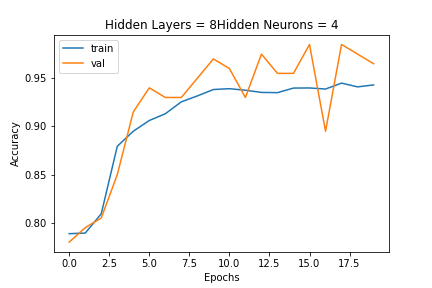 Hidden Layers = 8Hidden Neurons = 4
train
val
Accuracy
0.95
0.90
0.85
0.80
0.0 2.5 5.0 7.5 10.0 12.5 15.0 17.5
Epochs